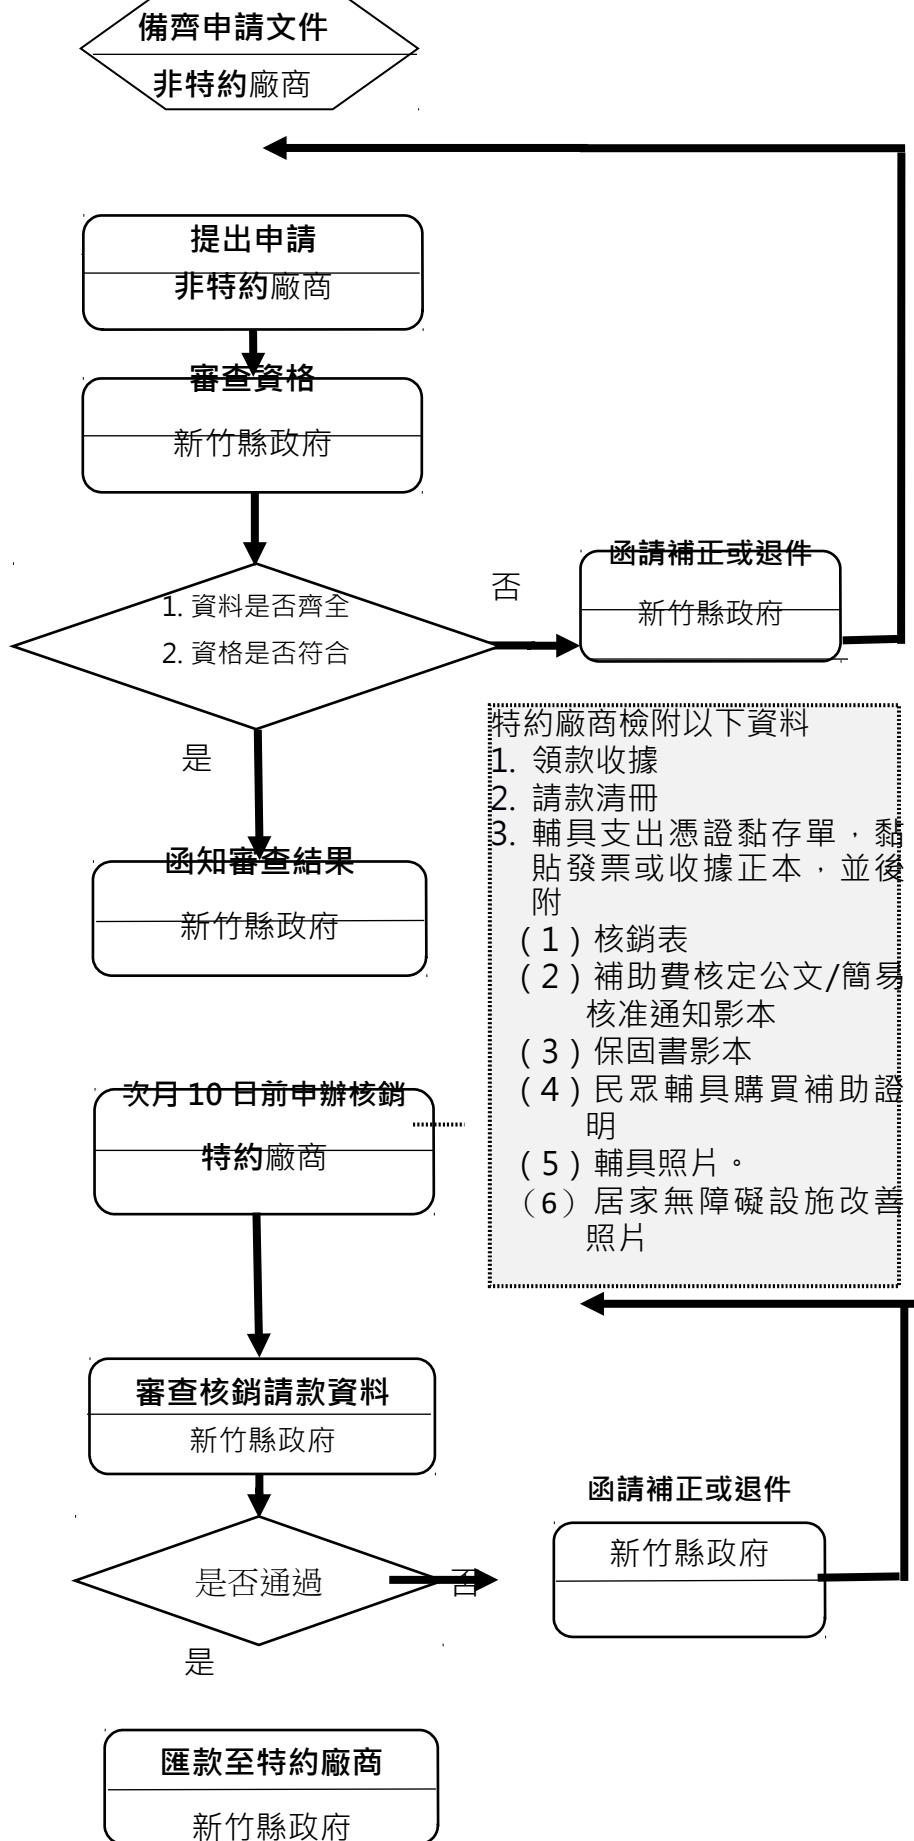 備齊申請文件
非特約廠商
提出申請
非特約廠商
審查資格
新竹縣政府
1. 資料是否齊全
2. 資格是否符合
否
函請補正或退件
新竹縣政府
是
函知審查結果
新竹縣政府
特約廠商檢附以下資料
1. 領款收據
2. 請款清冊
3. 輔具支出憑證黏存單，黏
貼發票或收據正本，並後
附
（1）核銷表
（2）補助費核定公文/簡易
核准通知影本
（3）保固書影本
（4）民眾輔具購買補助證
明
（5）輔具照片。
（6）居家無障礙設施改善
照片
次月 10 日前申辦核銷
特約廠商
審查核銷請款資料
新竹縣政府
函請補正或退件
新竹縣政府
是否通過
否
是
匯款至特約廠商
新竹縣政府